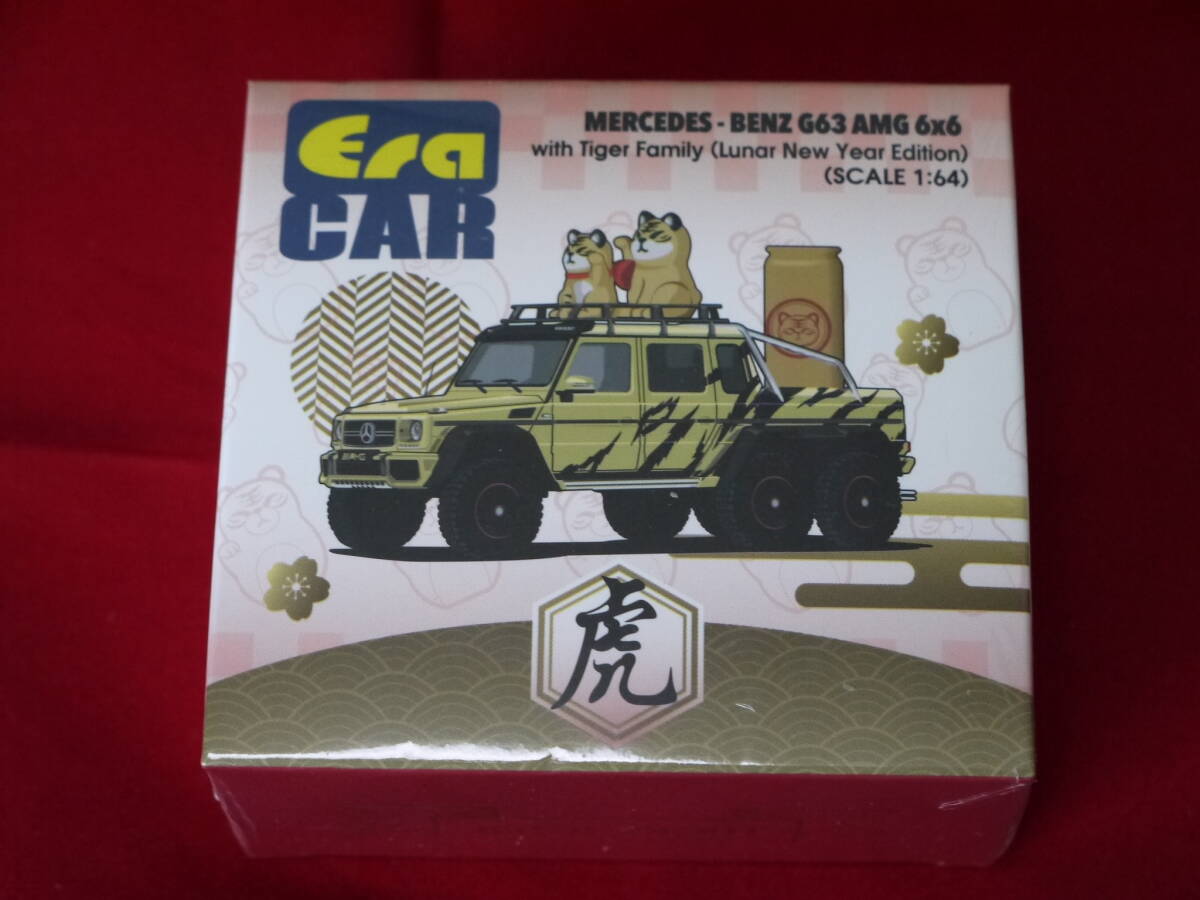 Era
CAR
MERCEDES - BENZ G63 AMG 6x6
with Tiger Family (Lunar New Year Edition)
(SCALE 1:64)
虎